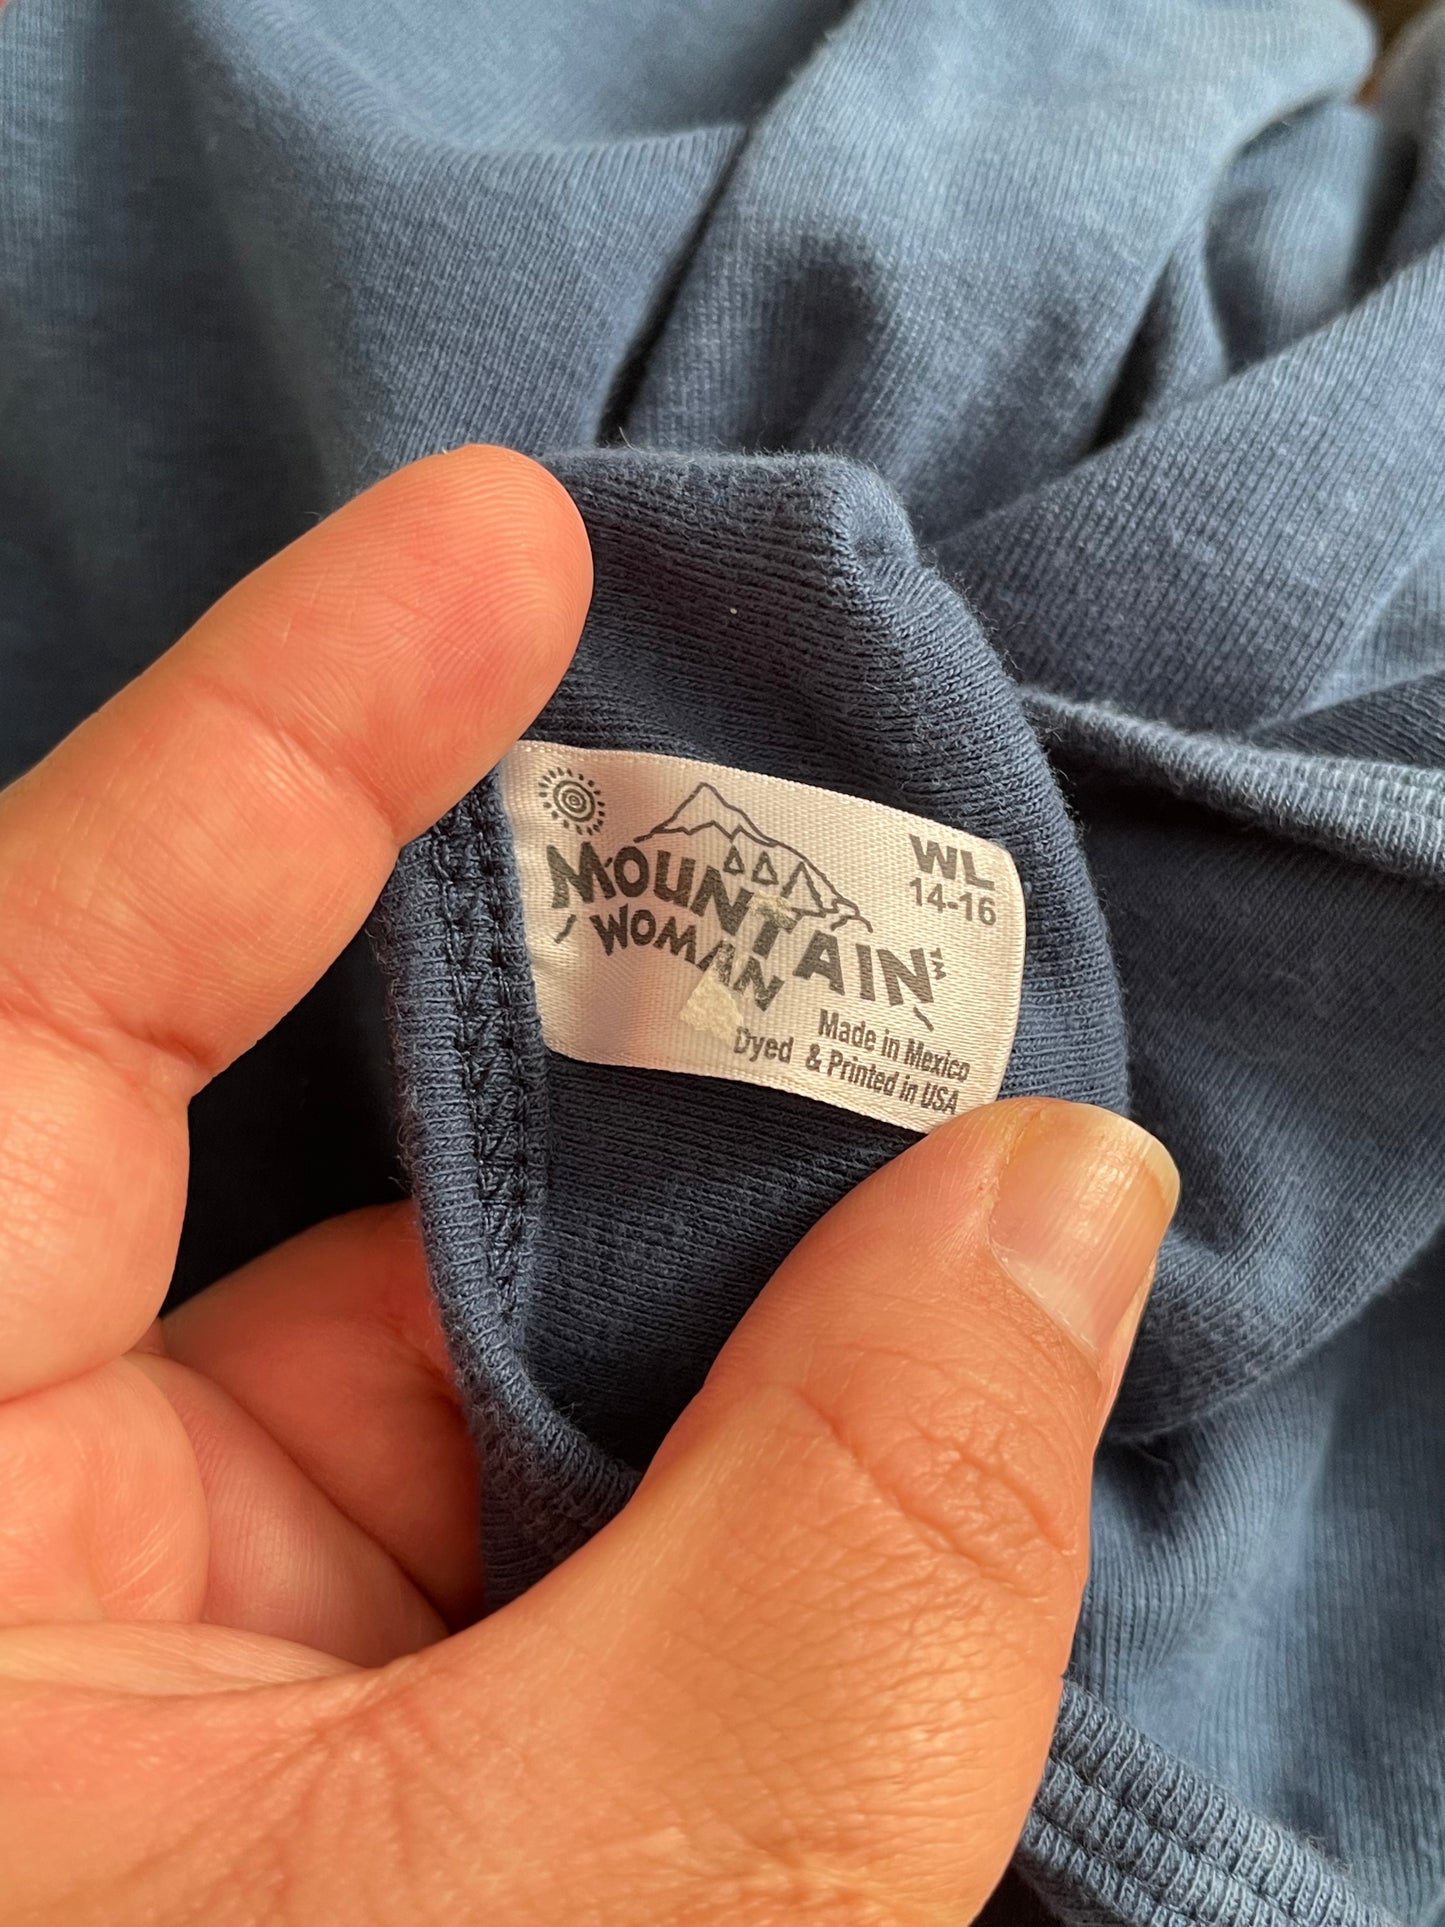 MOUNTAIN
WOMAN
WL
14-16
Made in Mexico
Dyed & Printed in USA